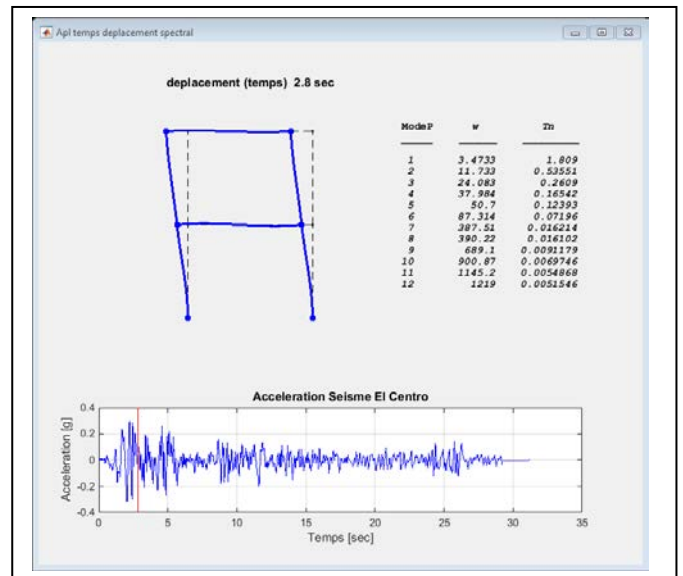 Apl temps deplacement spectral
deplacement (temps) 2.8 sec
ModeP w Tn
1 3.4733 1.809
2 11.733 0.53551
3 24.083 0.2609
4 37.984 0.16542
5 50.7 0.12393
6 87.314 0.07196
7 387.51 0.016214
8 390.22 0.016102
9 689.1 0.0091179
10 900.87 0.0069746
11 1145.2 0.0054868
12 1219 0.0051546
Acceleration Seisme El Centro
Acceleration [g]
0.4
0.2
0
-0.2
-0.4
0 5 10 15 20 25 30 35
Temps [sec]